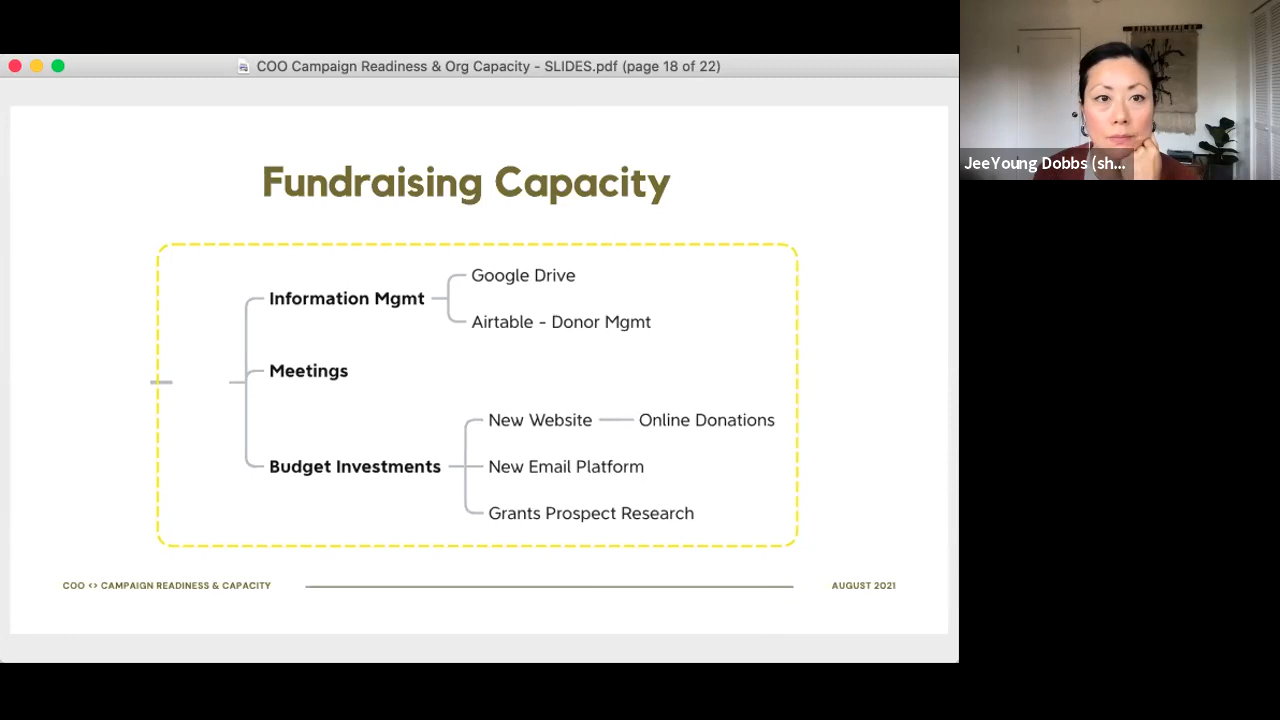 COO Campaign Readiness & Org Capacity - SLIDES.pdf (page 18 of 22)
JeeYoung Dobbs (sh...
Fundraising Capacity
Information Mgmt
Google Drive
Airtable - Donor Mgmt
Meetings
Budget Investments
New Website
Online Donations
New Email Platform
Grants Prospect Research
COO <> CAMPAIGN READINESS & CAPACITY
AUGUST 2021